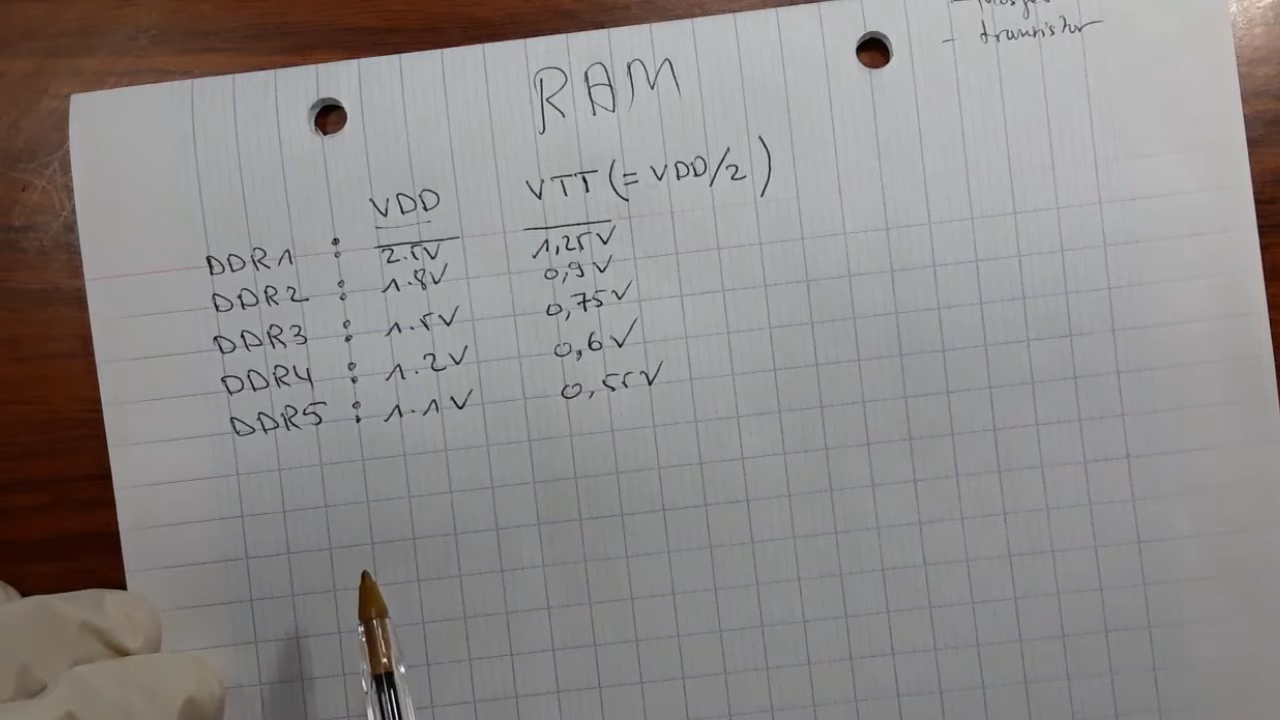 transistor
RAM
VDD VTT (= VDD/2)
DDR1 : 2.5V 1,25V
DDR2 : 1.8V 0,9V
DDR3 : 1.5V 0,75V
DDR4 : 1.2V 0,6V
DDR5 : 1.1V 0,55V